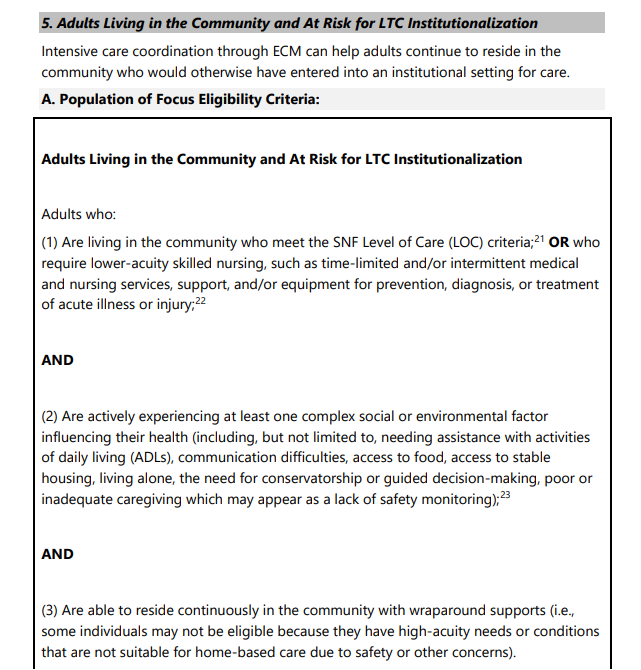 5. Adults Living in the Community and At Risk for LTC Institutionalization
Intensive care coordination through ECM can help adults continue to reside in the
community who would otherwise have entered into an institutional setting for care.
A. Population of Focus Eligibility Criteria:
Adults Living in the Community and At Risk for LTC Institutionalization
Adults who:
(1) Are living in the community who meet the SNF Level of Care (LOC) criteria;21 OR who
require lower-acuity skilled nursing, such as time-limited and/or intermittent medical
and nursing services, support, and/or equipment for prevention, diagnosis, or treatment
of acute illness or injury;22
AND
(2) Are actively experiencing at least one complex social or environmental factor
influencing their health (including, but not limited to, needing assistance with activities
of daily living (ADLs), communication difficulties, access to food, access to stable
housing, living alone, the need for conservatorship or guided decision-making, poor or
inadequate caregiving which may appear as a lack of safety monitoring);23
AND
(3) Are able to reside continuously in the community with wraparound supports (i.e.,
some individuals may not be eligible because they have high-acuity needs or conditions
that are not suitable for home-based care due to safety or other concerns).